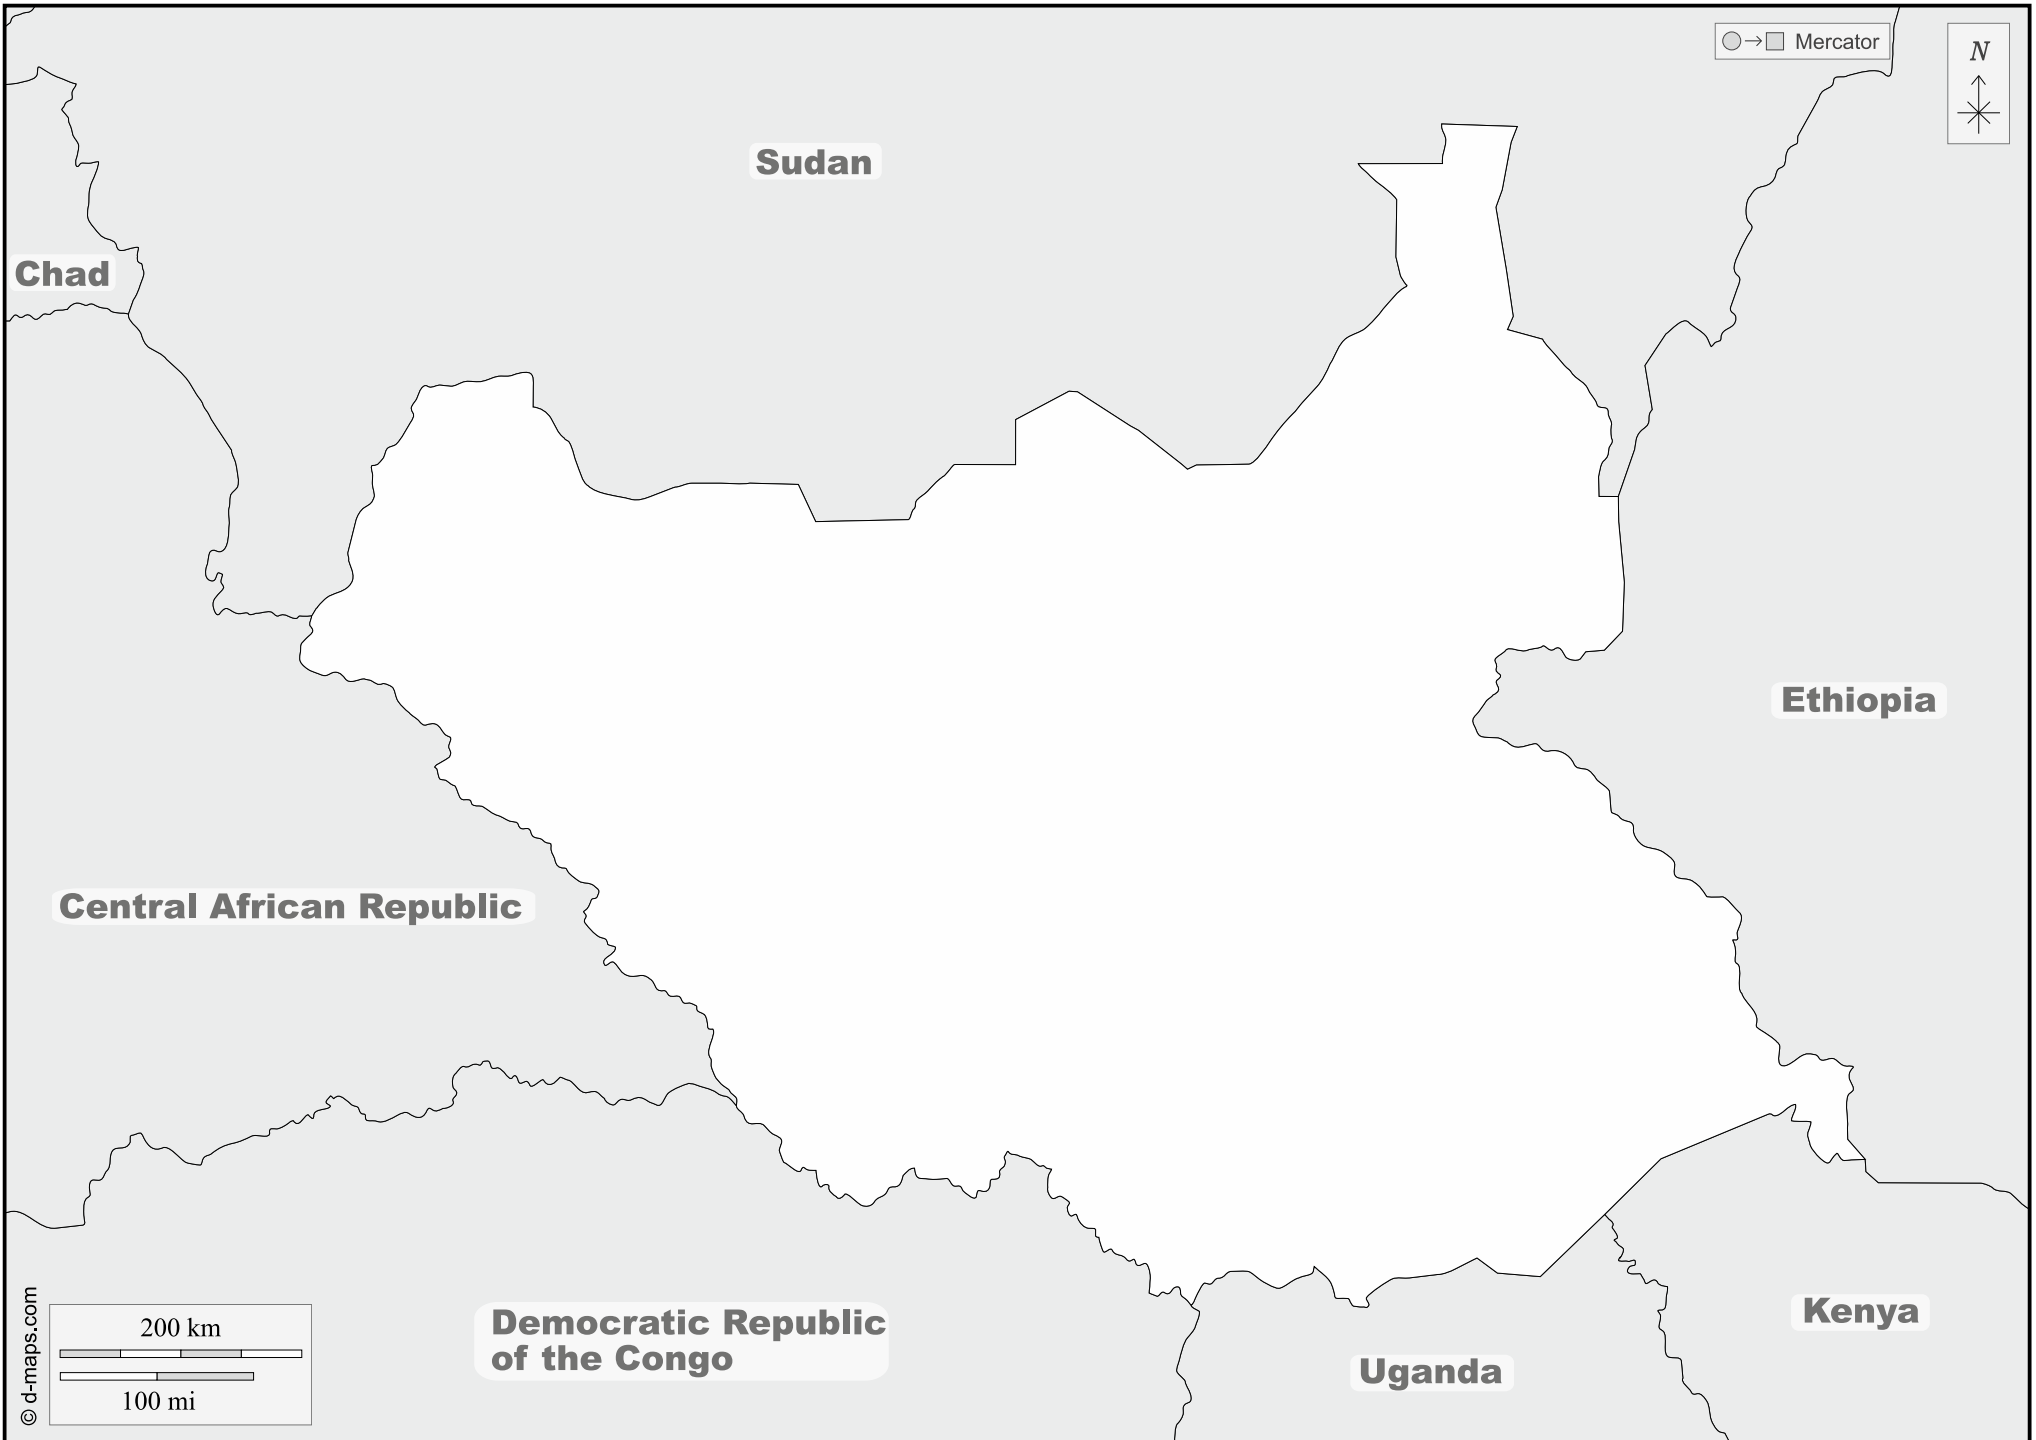 Mercator
N
Sudan
Chad
Ethiopia
Central African Republic
Democratic Republic
of the Congo
Kenya
Uganda
200 km
100 mi
© d-maps.com